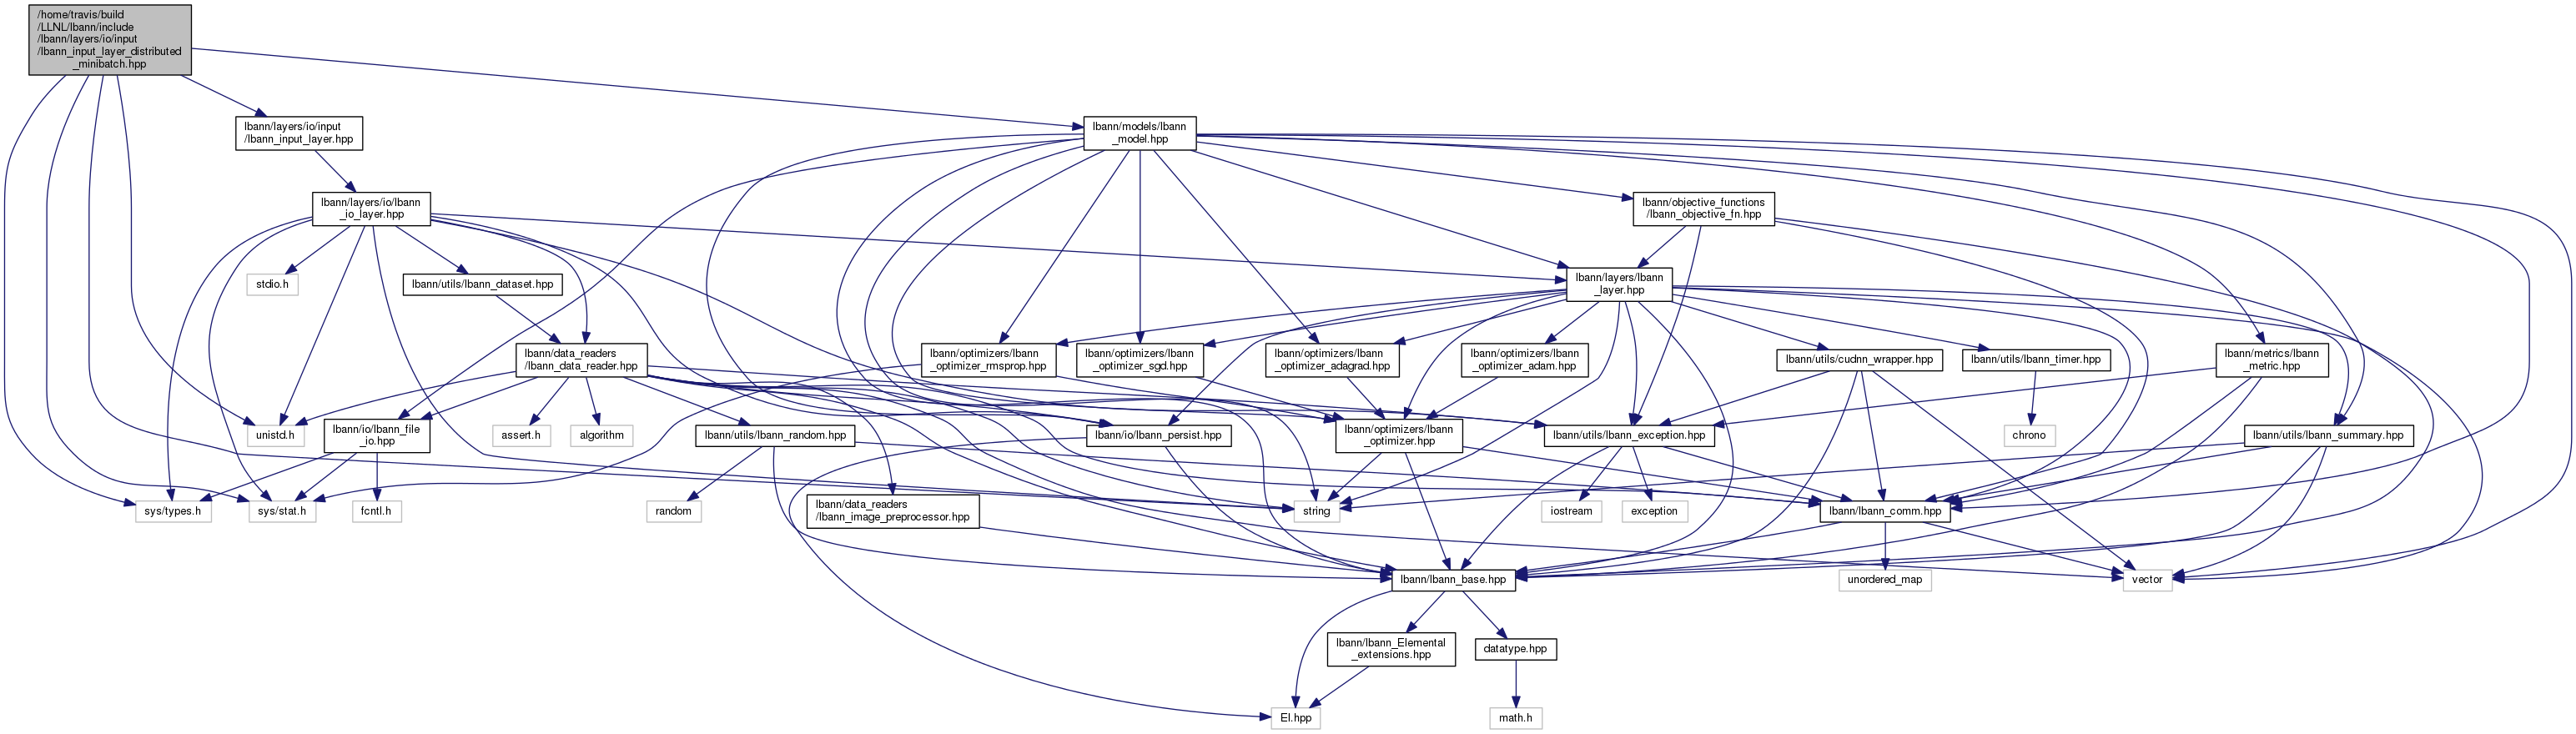 /home/travis/build
/LLNL/lbann/include
/lbann/layers/io/input
/lbann_input_layer_distributed
_minibatch.hpp
lbann/layers/io/input
/lbann_input_layer.hpp
lbann/models/lbann
_model.hpp
lbann/layers/io/lbann
_io_layer.hpp
lbann/objective_functions
/lbann_objective_fn.hpp
stdio.h
lbann/utils/lbann_dataset.hpp
lbann/layers/lbann
_layer.hpp
lbann/data_readers
/lbann_data_reader.hpp
lbann/optimizers/lbann
_optimizer_rmsprop.hpp
lbann/optimizers/lbann
_optimizer_sgd.hpp
lbann/optimizers/lbann
_optimizer_adagrad.hpp
lbann/optimizers/lbann
_optimizer_adam.hpp
lbann/utils/cudnn_wrapper.hpp
lbann/utils/lbann_timer.hpp
lbann/metrics/lbann
_metric.hpp
unistd.h
lbann/io/lbann_file
_io.hpp
assert.h
algorithm
lbann/utils/lbann_random.hpp
lbann/io/lbann_persist.hpp
lbann/optimizers/lbann
_optimizer.hpp
lbann/utils/lbann_exception.hpp
chrono
lbann/utils/lbann_summary.hpp
sys/types.h
sys/stat.h
fcntl.h
random
lbann/data_readers
/lbann_image_preprocessor.hpp
string
iostream
exception
lbann/lbann_comm.hpp
lbann/lbann_base.hpp
unordered_map
vector
lbann/lbann_Elemental
_extensions.hpp
datatype.hpp
El.hpp
math.h